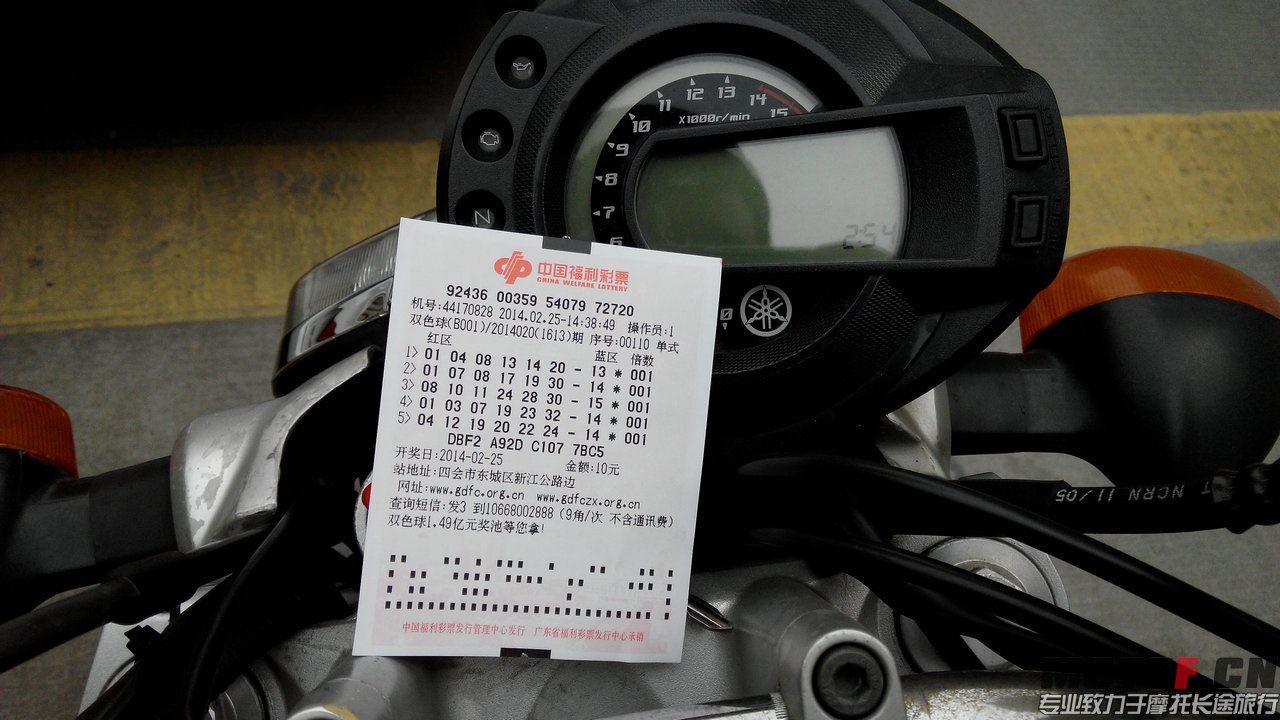 11 12 13 14 15
10
x1000r/min
9
8
7
6
N
2:54
0
中国福利彩票
CHINA WELFARE LOTTERY
92436 00359 54079 72720
机号:44170828 2014.02.25-14:38:49 操作员:1
双色球(B001)/2014020(1613)期 序号:00110 单式
红区 蓝区 倍数
1> 01 04 08 13 14 20 - 13 * 001
2> 01 07 08 17 19 30 - 14 * 001
3> 08 10 11 24 28 30 - 15 * 001
4> 01 03 07 19 23 32 - 14 * 001
5> 04 12 19 20 22 24 - 14 * 001
DBF2 A92D C107 7BC5
开奖日:2014-02-25 金额:10元
站地址:四会市东城区新江公路边
网址:www.gdfc.org.cn www.gdfczx.org.cn
查询短信:发3 到10668002888 (9角/次 不含通讯费)
双色球1.49亿元奖池等您拿!
中国福利彩票发行管理中心发行 广东省福利彩票发行中心承销
T NCRN 11/05
F.CN
专业致力于摩托长途旅行